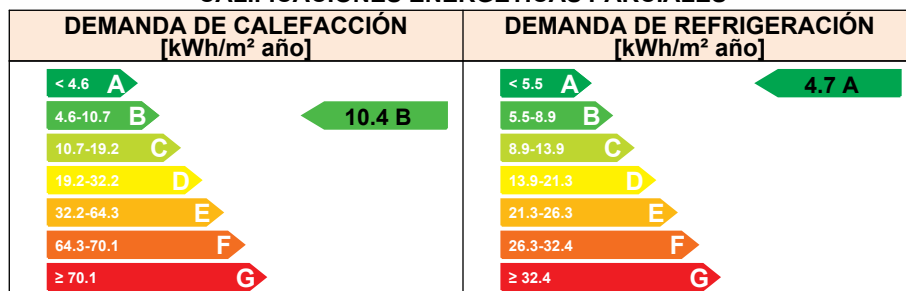 CALIFICACIONES ENERGÉTICAS PARCIALES
DEMANDA DE CALEFACCIÓN
[kWh/m² año]
< 4.6 A
4.6-10.7 B
10.7-19.2 C
19.2-32.2 D
32.2-64.3 E
64.3-70.1 F
≥ 70.1 G
10.4 B
DEMANDA DE REFRIGERACIÓN
[kWh/m² año]
< 5.5 A
5.5-8.9 B
8.9-13.9 C
13.9-21.3 D
21.3-26.3 E
26.3-32.4 F
≥ 32.4 G
4.7 A